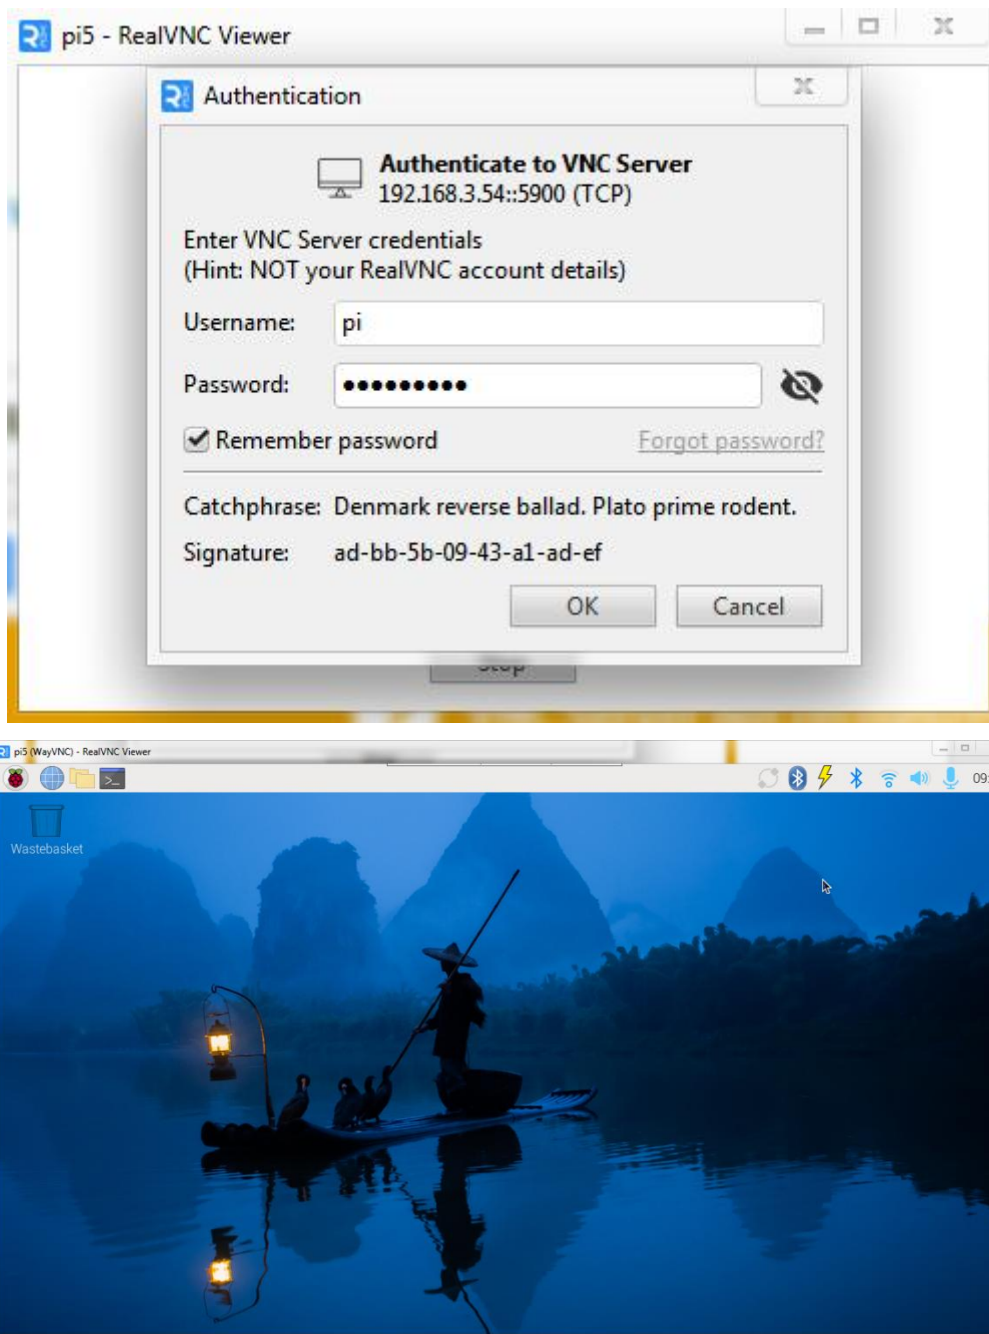 pi5 - RealVNC Viewer
Authentication
Authenticate to VNC Server
192.168.3.54::5900 (TCP)
Enter VNC Server credentials
(Hint: NOT your RealVNC account details)
Username: pi
Password: •••••••••
Remember password Forgot password?
Catchphrase: Denmark reverse ballad. Plato prime rodent.
Signature: ad-bb-5b-09-43-a1-ad-ef
OK Cancel
Stop
pi5 (WayVNC) - RealVNC Viewer
09:
Wastebasket